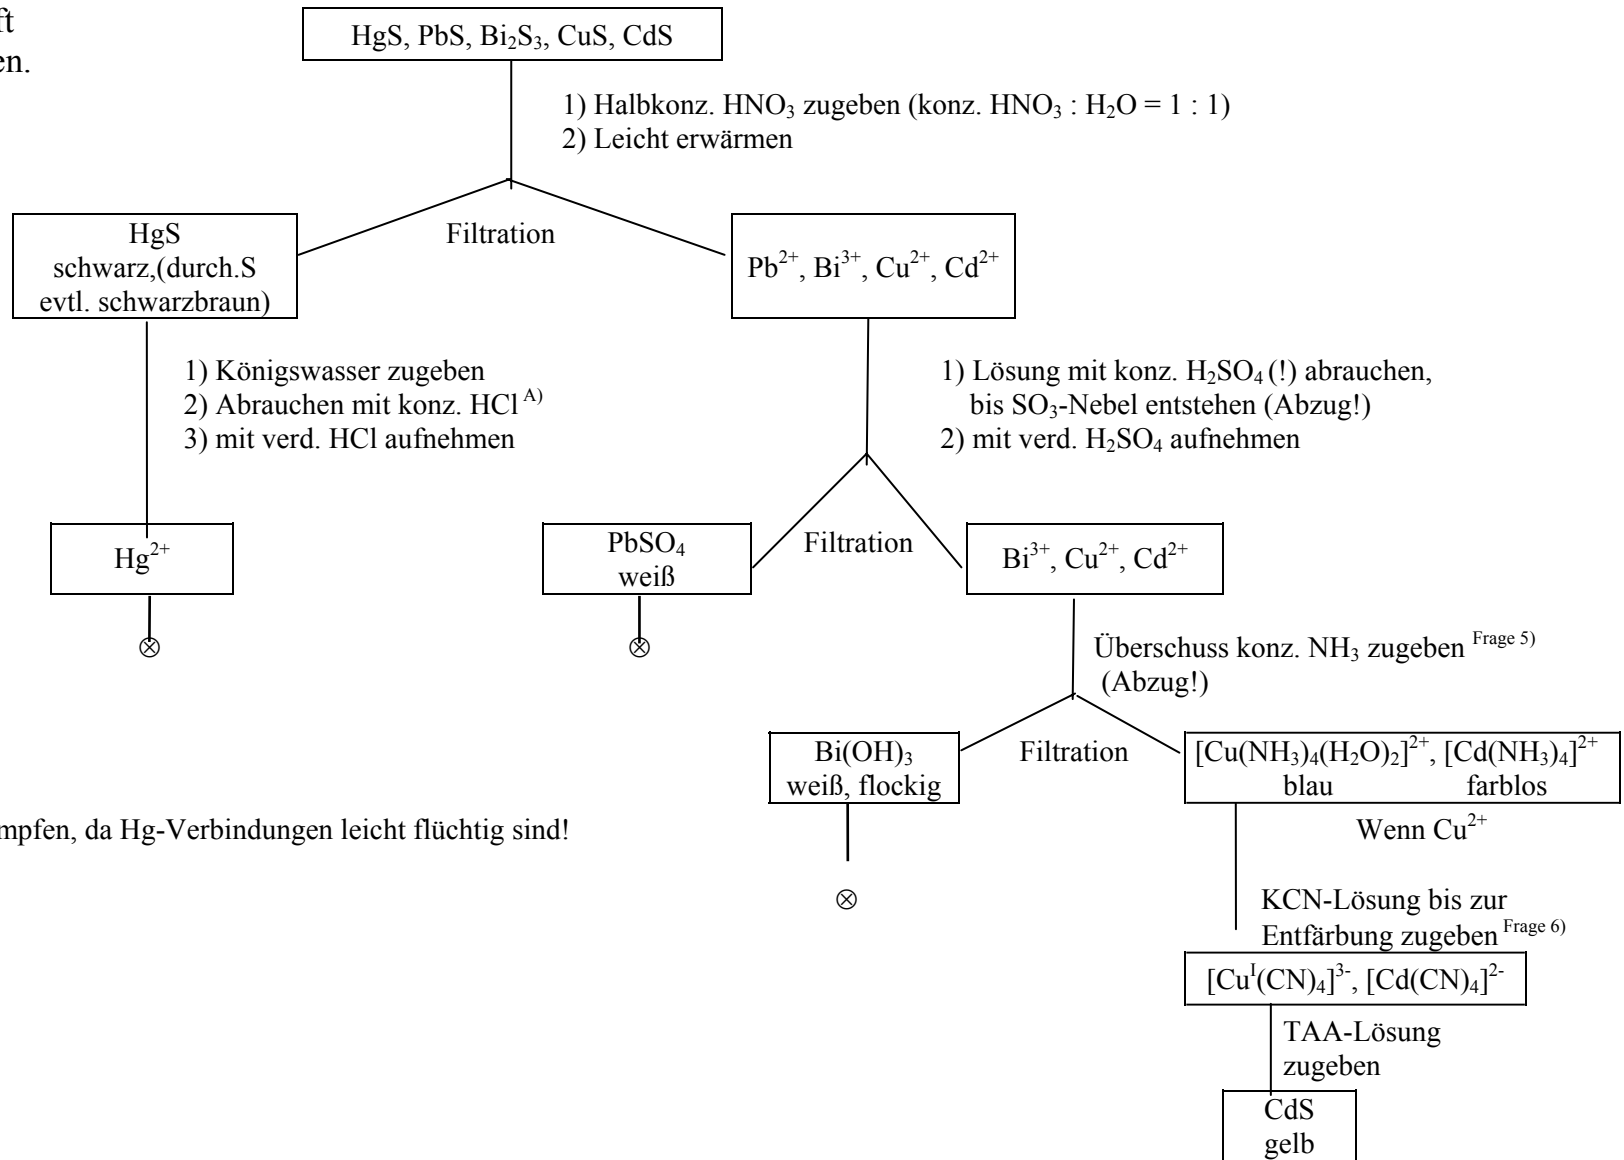 ft
en.
HgS, PbS, Bi₂S₃, CuS, CdS
1) Halbkonz. HNO₃ zugeben (konz. HNO₃ : H₂O = 1 : 1)
2) Leicht erwärmen
Filtration
HgS
schwarz,(durch.S
evtl. schwarzbraun)
Pb²⁺, Bi³⁺, Cu²⁺, Cd²⁺
1) Königswasser zugeben
2) Abrauchen mit konz. HCl ᴬ⁾
3) mit verd. HCl aufnehmen
1) Lösung mit konz. H₂SO₄ (!) abrauchen,
bis SO₃-Nebel entstehen (Abzug!)
2) mit verd. H₂SO₄ aufnehmen
Hg²⁺
PbSO₄
weiß
Filtration
Bi³⁺, Cu²⁺, Cd²⁺
⊗
⊗
Überschuss konz. NH₃ zugeben Frage 5)
(Abzug!)
Bi(OH)₃
weiß, flockig
Filtration
[Cu(NH₃)₄(H₂O)₂]²⁺, [Cd(NH₃)₄]²⁺
blau farblos
mpfen, da Hg-Verbindungen leicht flüchtig sind!
Wenn Cu²⁺
⊗
KCN-Lösung bis zur
Entfärbung zugeben Frage 6)
[Cuᴵ(CN)₄]³⁻, [Cd(CN)₄]²⁻
TAA-Lösung
zugeben
CdS
gelb